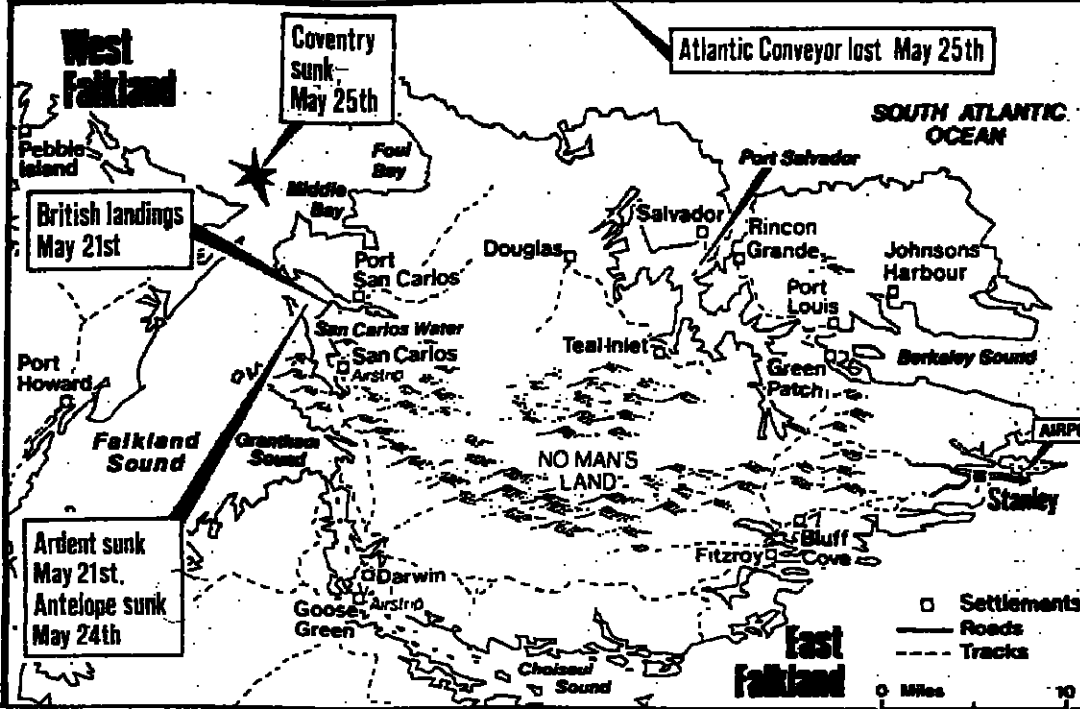 West
Falkland
Coventry
sunk
May 25th
Atlantic Conveyor lost May 25th
SOUTH ATLANTIC
OCEAN
Pebble
Island
Foul
Bay
Middle
Bay
Port Salvador
British landings
May 21st
Salvador
Rincon
Grande
Douglas
Johnsons
Harbour
Port
San Carlos
Port
Louis
San Carlos Water
San Carlos
Airstrip
Teal Inlet
Berkeley Sound
Port
Howard
Green
Patch
Falkland
Sound
Grantham
Sound
NO MAN'S
LAND
Stanley
Ardent sunk
May 21st.
Antelope sunk
May 24th
Bluff
Cove
Fitzroy
Darwin
Airstrip
Goose
Green
Settlements
Roads
Tracks
East
Falkland
Choiseul
Sound
0 Miles 10